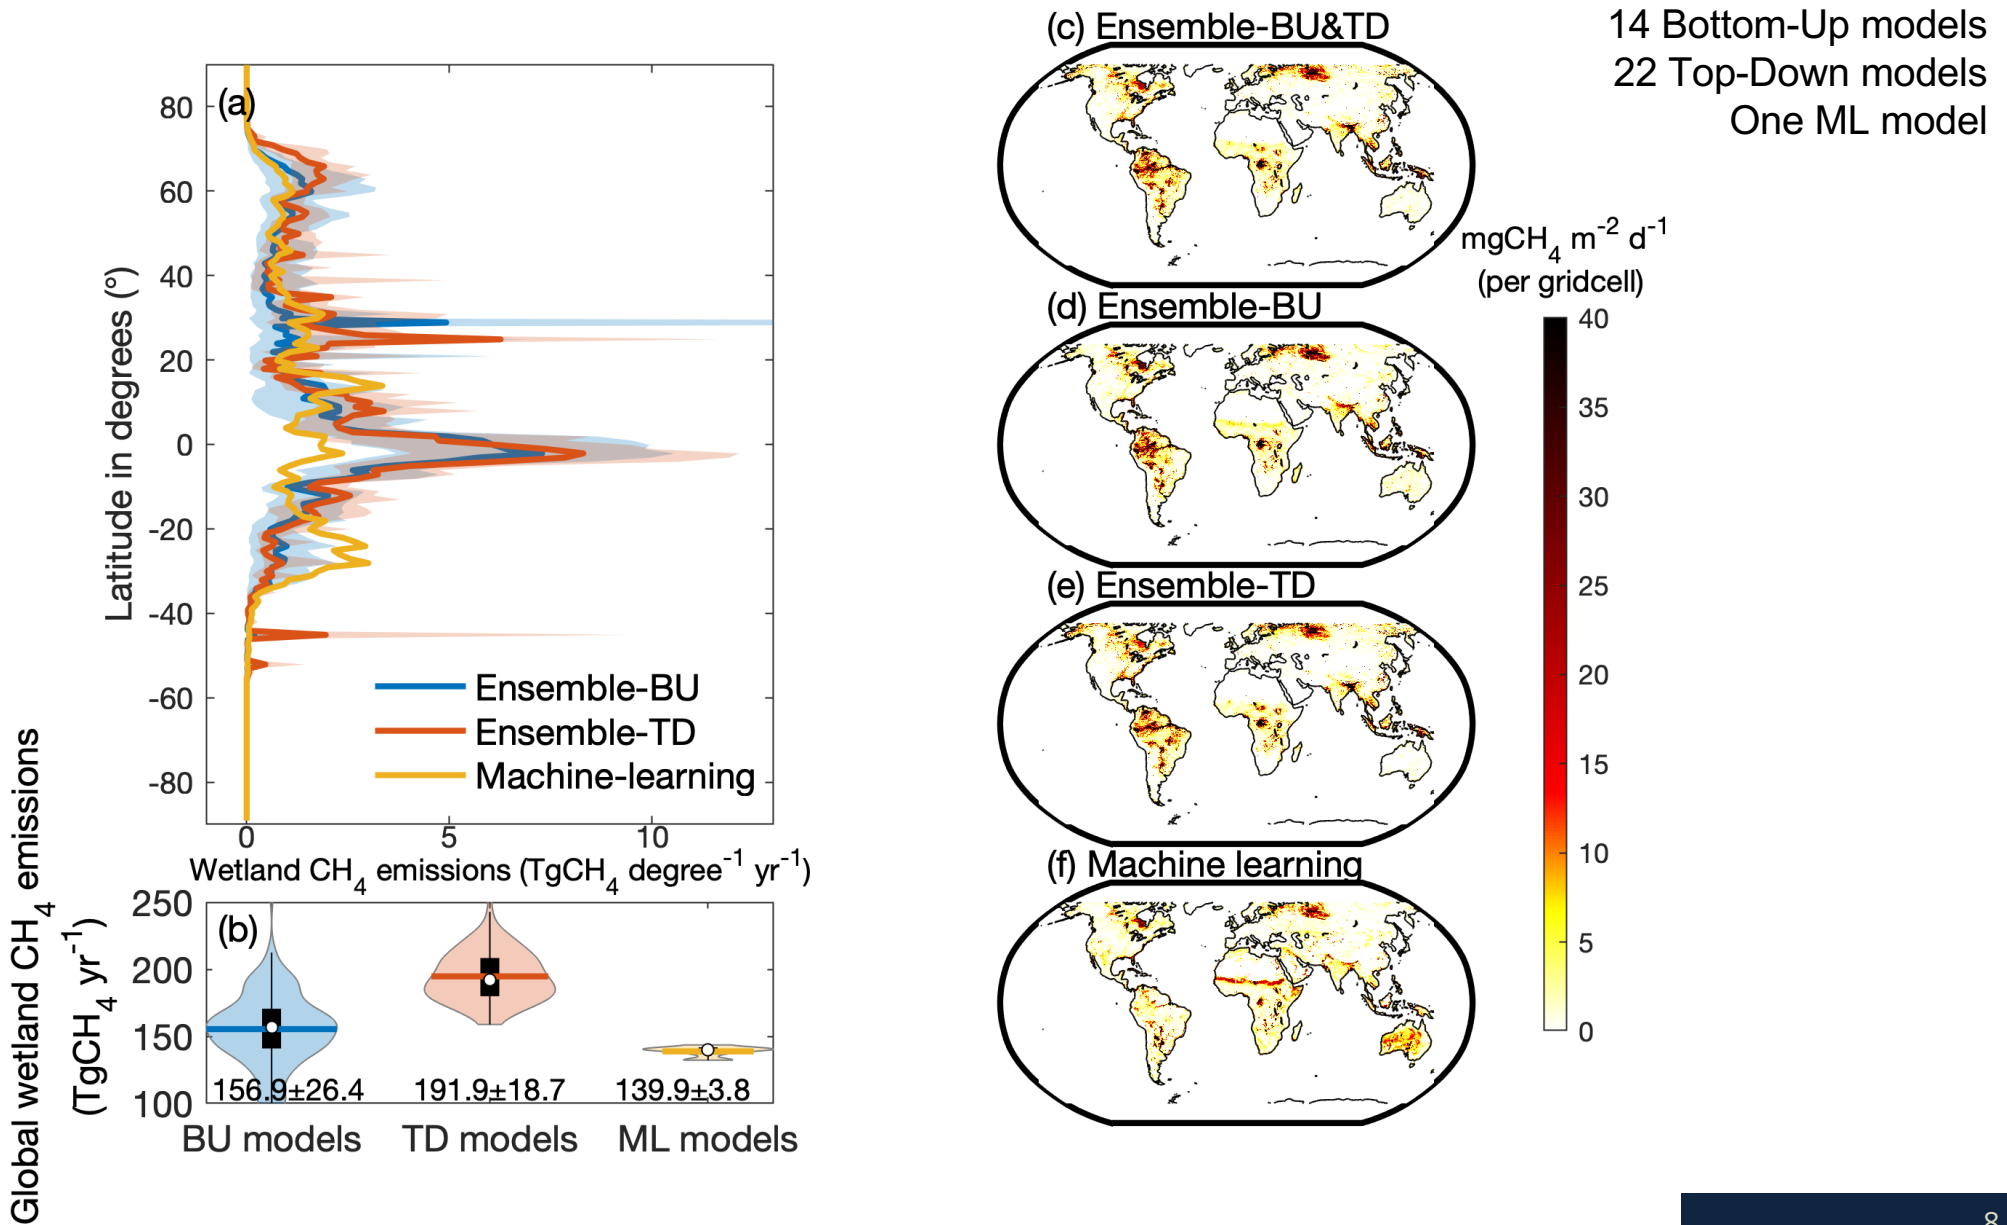 (c) Ensemble-BU&TD
14 Bottom-Up models
22 Top-Down models
One ML model
(a)
80
60
40
20
0
-20
-40
-60
-80
Latitude in degrees (°)
Ensemble-BU
Ensemble-TD
Machine-learning
0 5 10
Wetland CH4 emissions (TgCH4 degree-1 yr-1)
(b)
250
200
150
100
Global wetland CH4 emissions
(TgCH4 yr-1)
156.9±26.4 191.9±18.7 139.9±3.8
BU models TD models ML models
(d) Ensemble-BU
(e) Ensemble-TD
(f) Machine learning
mgCH4 m-2 d-1
(per gridcell)
40
35
30
25
20
15
10
5
0